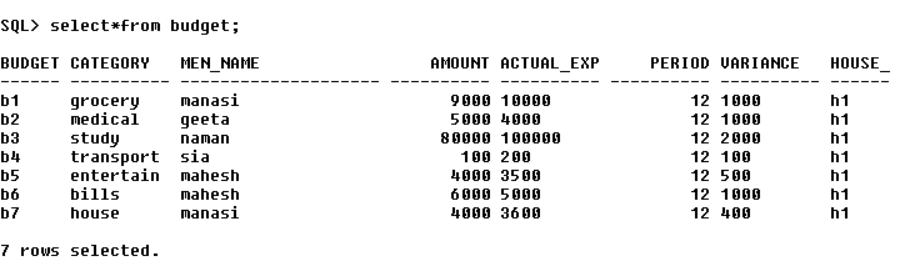 SQL> select*from budget;
BUDGET CATEGORY   MEN_NAME                 AMOUNT ACTUAL_EXP     PERIOD VARIANCE   HOUSE_
------ ---------- -------------------- ---------- ---------- ---------- ---------- ------
b1     grocery    manasi                     9000 10000              12 1000       h1
b2     medical    geeta                      5000 4000               12 1000       h1
b3     study      naman                     80000 100000             12 2000       h1
b4     transport  sia                         100 200                12 100        h1
b5     entertain  mahesh                     4000 3500               12 500        h1
b6     bills      mahesh                     6000 5000               12 1000       h1
b7     house      manasi                     4000 3600               12 400        h1
7 rows selected.